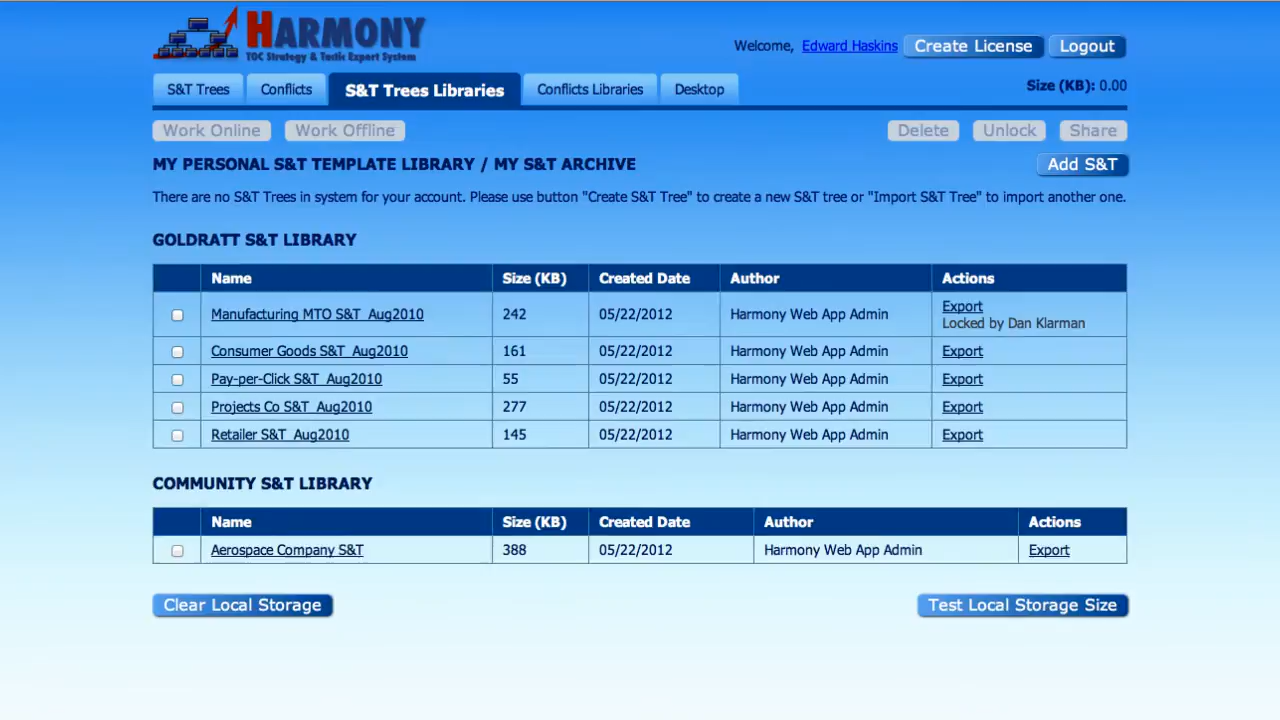 HARMONY
TOC Strategy & Tactic Expert System
Welcome, Edward Haskins Create License Logout
S&T Trees Conflicts S&T Trees Libraries Conflicts Libraries Desktop Size (KB): 0.00
Work Online Work Offline Delete Unlock Share
MY PERSONAL S&T TEMPLATE LIBRARY / MY S&T ARCHIVE Add S&T
There are no S&T Trees in system for your account. Please use button "Create S&T Tree" to create a new S&T tree or "Import S&T Tree" to import another one.
GOLDRATT S&T LIBRARY
Name Size (KB) Created Date Author Actions
Manufacturing MTO S&T_Aug2010 242 05/22/2012 Harmony Web App Admin Export
Locked by Dan Klarman
Consumer Goods S&T_Aug2010 161 05/22/2012 Harmony Web App Admin Export
Pay-per-Click S&T_Aug2010 55 05/22/2012 Harmony Web App Admin Export
Projects Co S&T_Aug2010 277 05/22/2012 Harmony Web App Admin Export
Retailer S&T_Aug2010 145 05/22/2012 Harmony Web App Admin Export
COMMUNITY S&T LIBRARY
Name Size (KB) Created Date Author Actions
Aerospace Company S&T 388 05/22/2012 Harmony Web App Admin Export
Clear Local Storage Test Local Storage Size